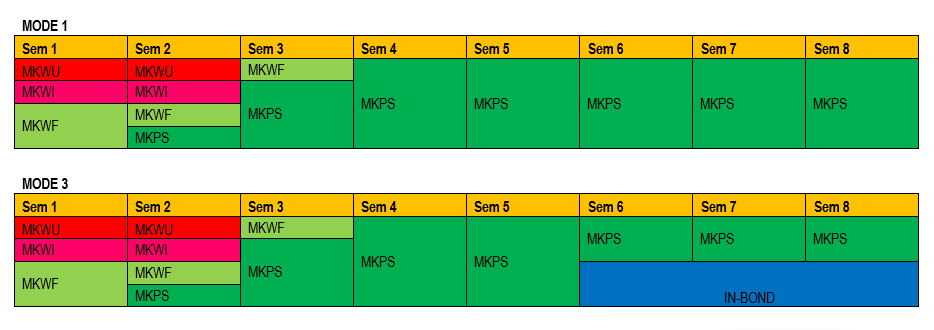 MODE 1
Sem 1 Sem 2 Sem 3 Sem 4 Sem 5 Sem 6 Sem 7 Sem 8
MKWU MKWU MKWF
MKWI MKWI
MKPS MKPS MKPS MKPS MKPS
MKWF MKWF MKPS
MKPS
MODE 3
Sem 1 Sem 2 Sem 3 Sem 4 Sem 5 Sem 6 Sem 7 Sem 8
MKWU MKWU MKWF
MKPS MKPS MKPS
MKWI MKWI
MKPS MKPS
MKWF MKWF MKPS
MKPS
IN-BOND